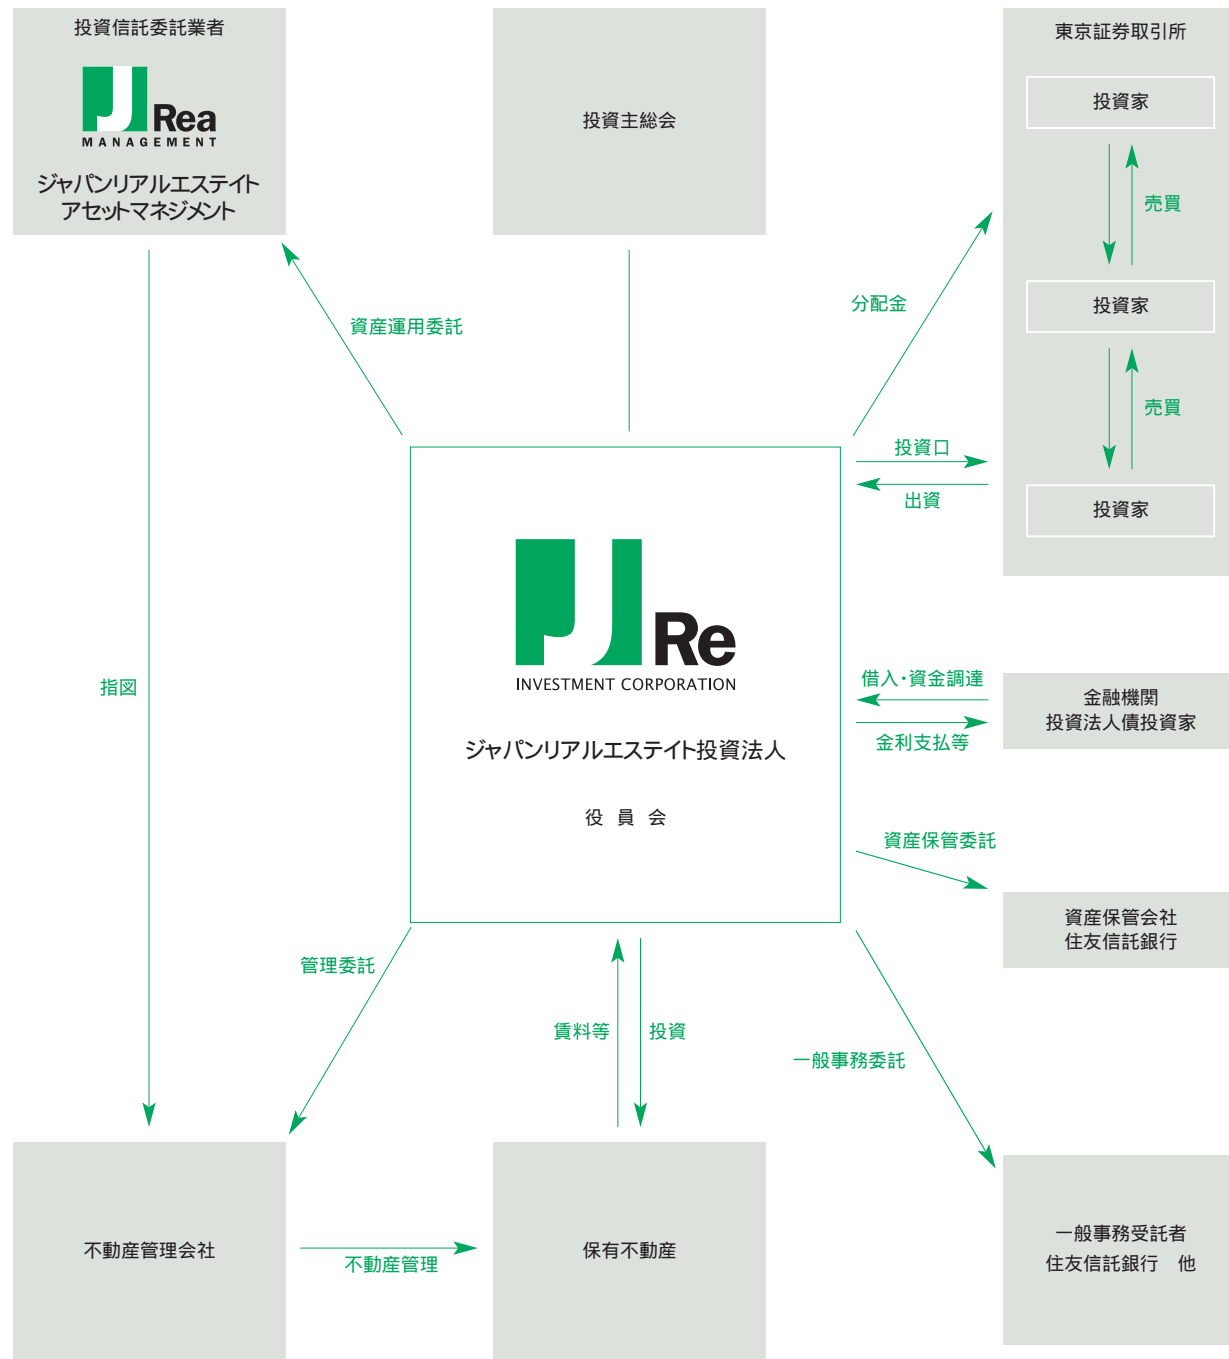 投資信託委託業者
J Rea
MANAGEMENT
ジャパンリアルエステイト
アセットマネジメント
投資主総会
東京証券取引所
投資家
売買
投資家
売買
投資家
資産運用委託
分配金
投資口
出資
指図
J Re
INVESTMENT CORPORATION
ジャパンリアルエステイト投資法人
役 員 会
借入・資金調達
金利支払等
金融機関
投資法人債投資家
資産保管委託
資産保管会社
住友信託銀行
管理委託
賃料等
投資
一般事務委託
不動産管理会社
不動産管理
保有不動産
一般事務受託者
住友信託銀行　他